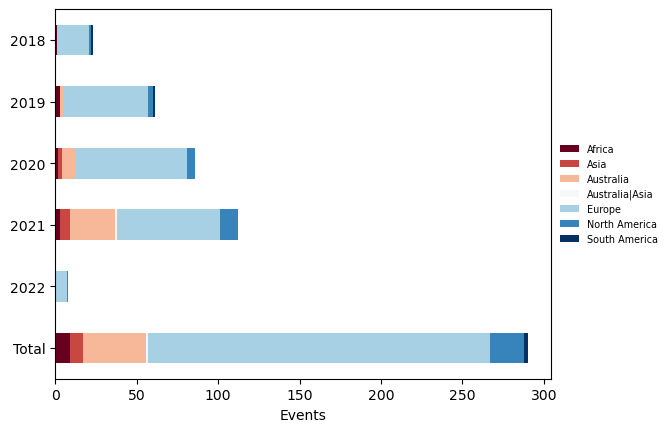 2018
2019
2020
2021
2022
Total
0 50 100 150 200 250 300
Events
Africa
Asia
Australia
Australia|Asia
Europe
North America
South America